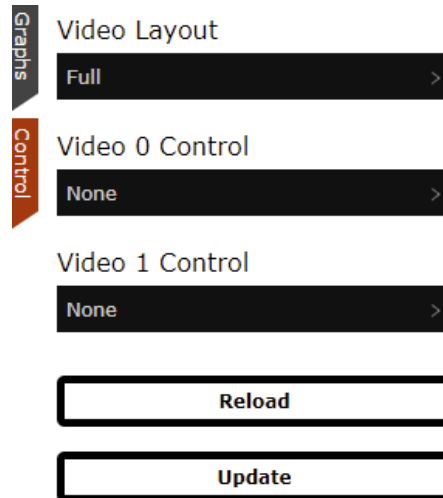 Graphs
Control
Video Layout
Full
Video 0 Control
None
Video 1 Control
None
Reload
Update